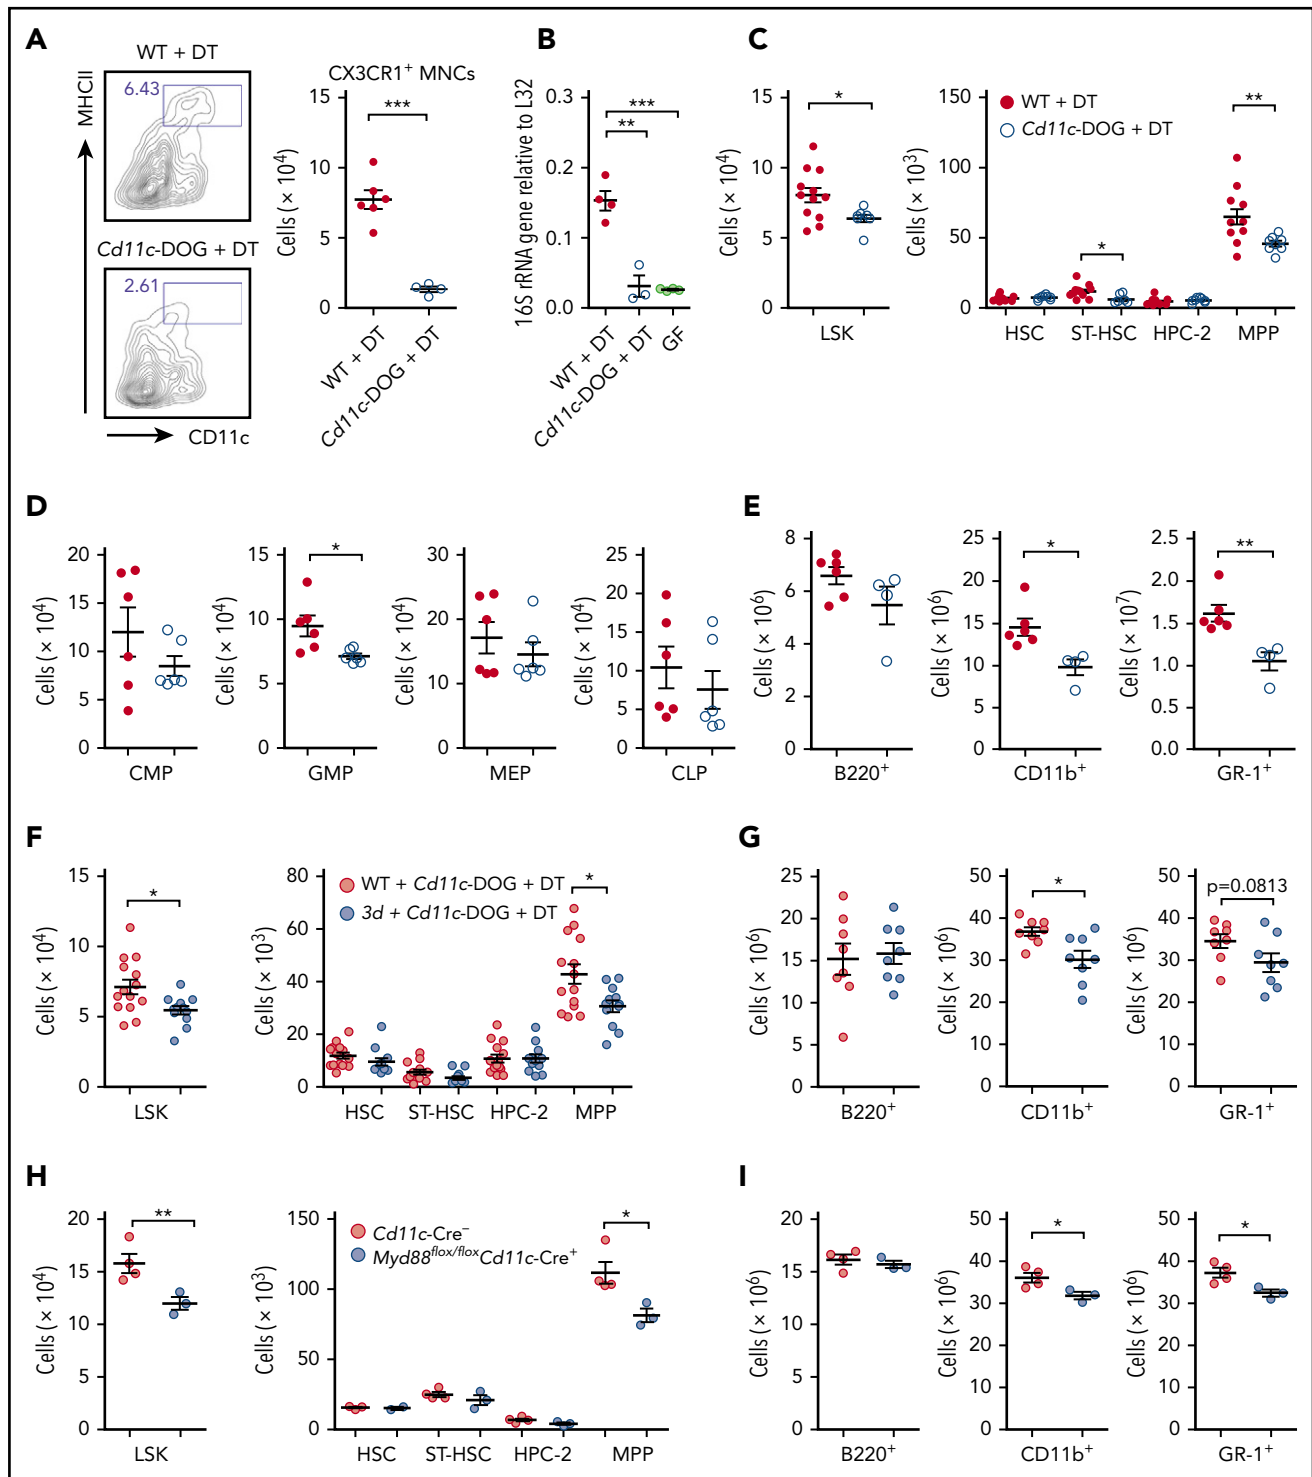 A
WT + DT
6.43
MHCII
Cd11c-DOG + DT
2.61
CD11c
CX3CR1⁺ MNCs
***
Cells (× 10⁴)
15
10
5
0
WT + DT
Cd11c-DOG + DT
B
16S rRNA gene relative to L32
0.3
0.2
0.1
0.0
***
**
WT + DT
Cd11c-DOG + DT
GF
C
Cells (× 10⁴)
15
10
5
0
*
LSK
Cells (× 10³)
150
100
50
0
WT + DT
Cd11c-DOG + DT
*
**
HSC
ST-HSC
HPC-2
MPP
D
Cells (× 10⁴)
20
15
10
5
0
CMP
Cells (× 10⁴)
15
10
5
0
*
GMP
Cells (× 10⁴)
30
20
10
0
MEP
Cells (× 10⁴)
25
20
15
10
5
0
CLP
E
Cells (× 10⁶)
8
6
4
2
0
B220⁺
Cells (× 10⁶)
20
15
10
5
0
*
CD11b⁺
Cells (× 10⁷)
2.5
2.0
1.5
1.0
0.5
0.0
**
GR-1⁺
F
Cells (× 10⁴)
15
10
5
0
*
LSK
Cells (× 10³)
80
60
40
20
0
WT + Cd11c-DOG + DT
3d + Cd11c-DOG + DT
*
HSC
ST-HSC
HPC-2
MPP
G
Cells (× 10⁶)
25
20
15
10
5
0
B220⁺
Cells (× 10⁶)
50
40
30
20
10
0
*
CD11b⁺
Cells (× 10⁶)
50
40
30
20
10
0
p=0.0813
GR-1⁺
H
Cells (× 10⁴)
20
15
10
5
0
**
LSK
Cells (× 10³)
150
100
50
0
Cd11c-Cre⁻
Myd88flox/floxCd11c-Cre⁺
*
HSC
ST-HSC
HPC-2
MPP
I
Cells (× 10⁶)
20
15
10
5
0
B220⁺
Cells (× 10⁶)
50
40
30
20
10
0
*
CD11b⁺
Cells (× 10⁶)
50
40
30
20
10
0
*
GR-1⁺